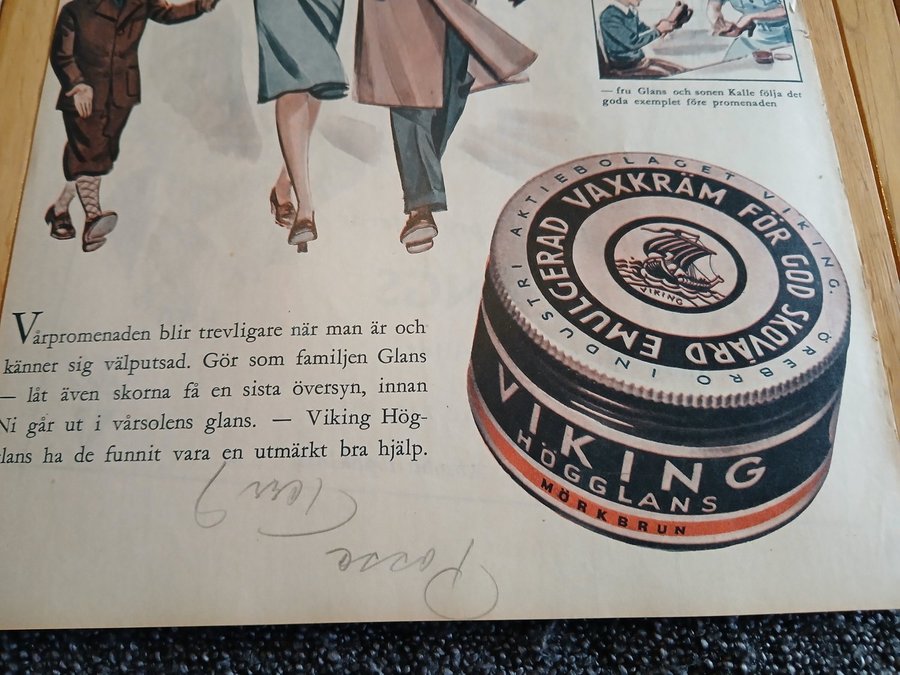 — fru Glans och sonen Kalle följa det
goda exemplet före promenaden
INDUSTRI AKTIEBOLAGET VIKING. ÖREBRO
EMULGERAD VAXKRÄM FÖR GOD SKOVÅRD
VIKING
VIKING
HÖGGLANS
MÖRKBRUN
Vårpromenaden blir trevligare när man är och
känner sig välputsad. Gör som familjen Glans
— låt även skorna få en sista översyn, innan
Ni går ut i vårsolens glans. — Viking Hög-
lans ha de funnit vara en utmärkt bra hjälp.
Posse